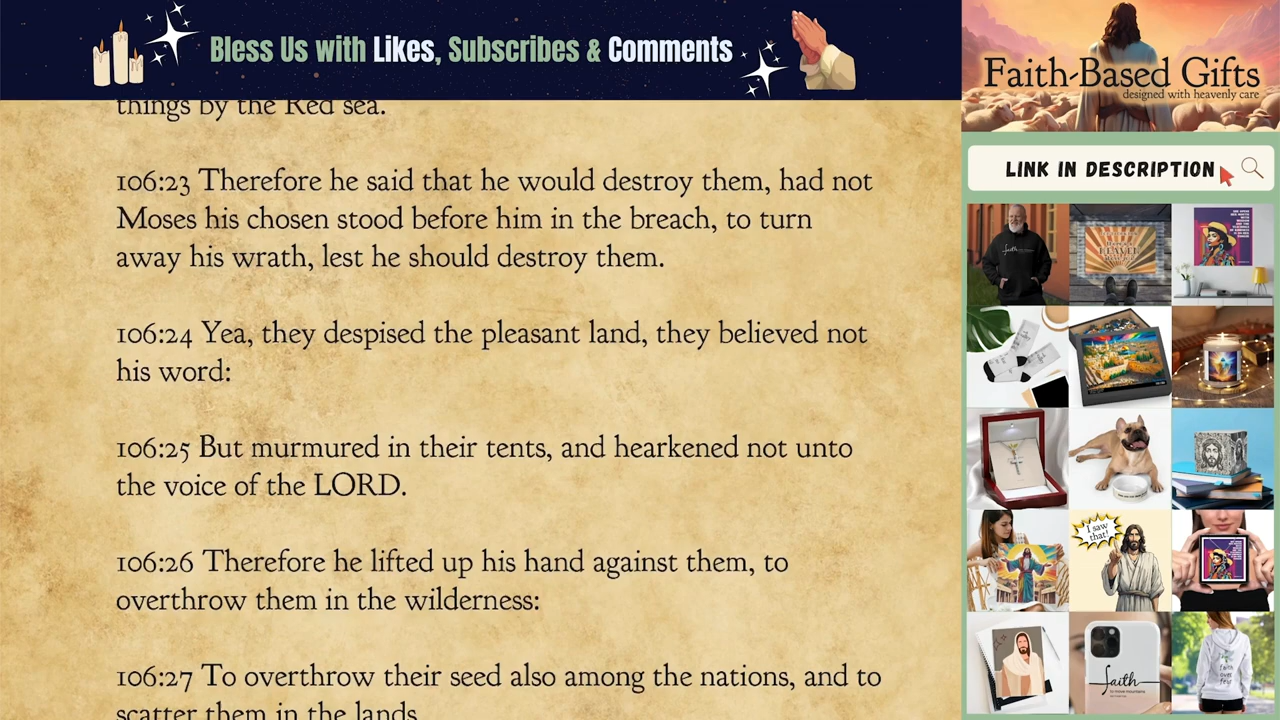 Bless Us with Likes, Subscribes & Comments
things by the Red sea.
106:23 Therefore he said that he would destroy them, had not
Moses his chosen stood before him in the breach, to turn
away his wrath, lest he should destroy them.
106:24 Yea, they despised the pleasant land, they believed not
his word:
106:25 But murmured in their tents, and hearkened not unto
the voice of the LORD.
106:26 Therefore he lifted up his hand against them, to
overthrow them in the wilderness:
106:27 To overthrow their seed also among the nations, and to
scatter them in the lands.
Faith-Based Gifts
designed with heavenly care
LINK IN DESCRIPTION
faith
I saw
that!
faith
to move mountains
faith
over
fear